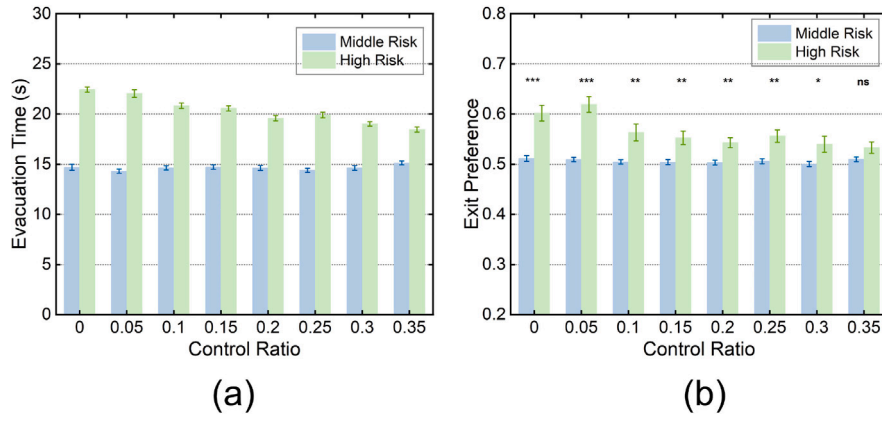 30
25
20
15
10
5
0
Evacuation Time (s)
Middle Risk
High Risk
0 0.05 0.1 0.15 0.2 0.25 0.3 0.35
Control Ratio
(a)
0.8
0.7
0.6
0.5
0.4
0.3
0.2
Exit Preference
Middle Risk
High Risk
*** *** ** ** ** ** * ns
0 0.05 0.1 0.15 0.2 0.25 0.3 0.35
Control Ratio
(b)